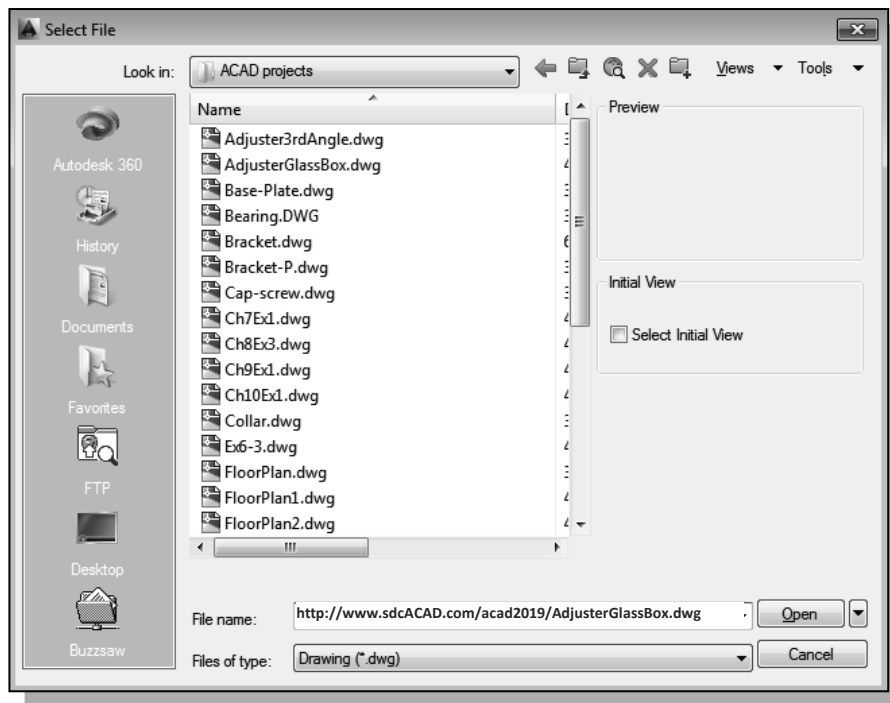 Select File
Look in: ACAD projects Views Tools
Name
Preview
Autodesk 360
History
Documents
Favorites
FTP
Desktop
Buzzsaw
Adjuster3rdAngle.dwg
AdjusterGlassBox.dwg
Base-Plate.dwg
Bearing.DWG
Bracket.dwg
Bracket-P.dwg
Cap-screw.dwg
Ch7Ex1.dwg
Ch8Ex3.dwg
Ch9Ex1.dwg
Ch10Ex1.dwg
Collar.dwg
Ex6-3.dwg
FloorPlan.dwg
FloorPlan1.dwg
FloorPlan2.dwg
Initial View
Select Initial View
File name: http://www.sdcACAD.com/acad2019/AdjusterGlassBox.dwg Open
Files of type: Drawing (*.dwg) Cancel